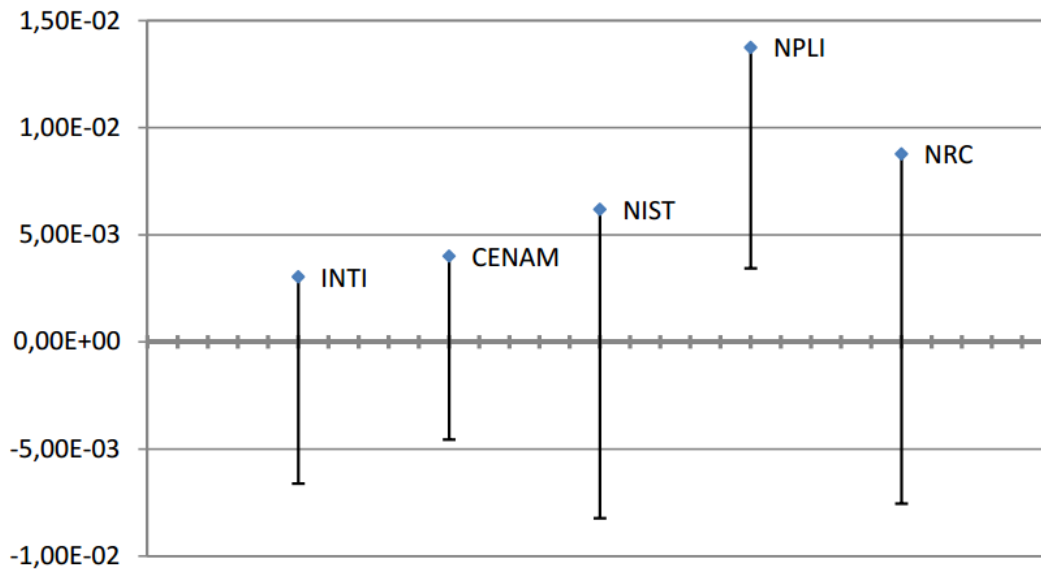 1,50E-02
NPLI
1,00E-02
NRC
NIST
5,00E-03
CENAM
INTI
0,00E+00
-5,00E-03
-1,00E-02